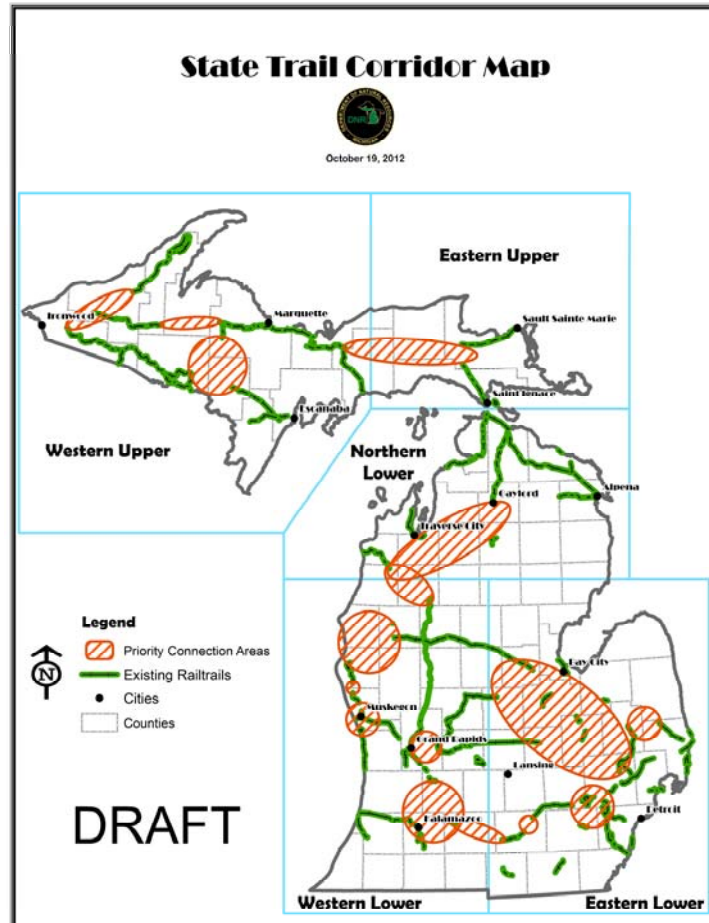 State Trail Corridor Map
DNR
October 19, 2012
Eastern Upper
Ironwood
Marquette
Sault Sainte Marie
Saint Ignace
Escanaba
Western Upper
Northern
Lower
Alpena
Gaylord
Traverse City
Legend
Priority Connection Areas
Existing Railtrails
Cities
Counties
N
Bay City
Muskegon
Grand Rapids
Lansing
Detroit
Kalamazoo
DRAFT
Western Lower
Eastern Lower